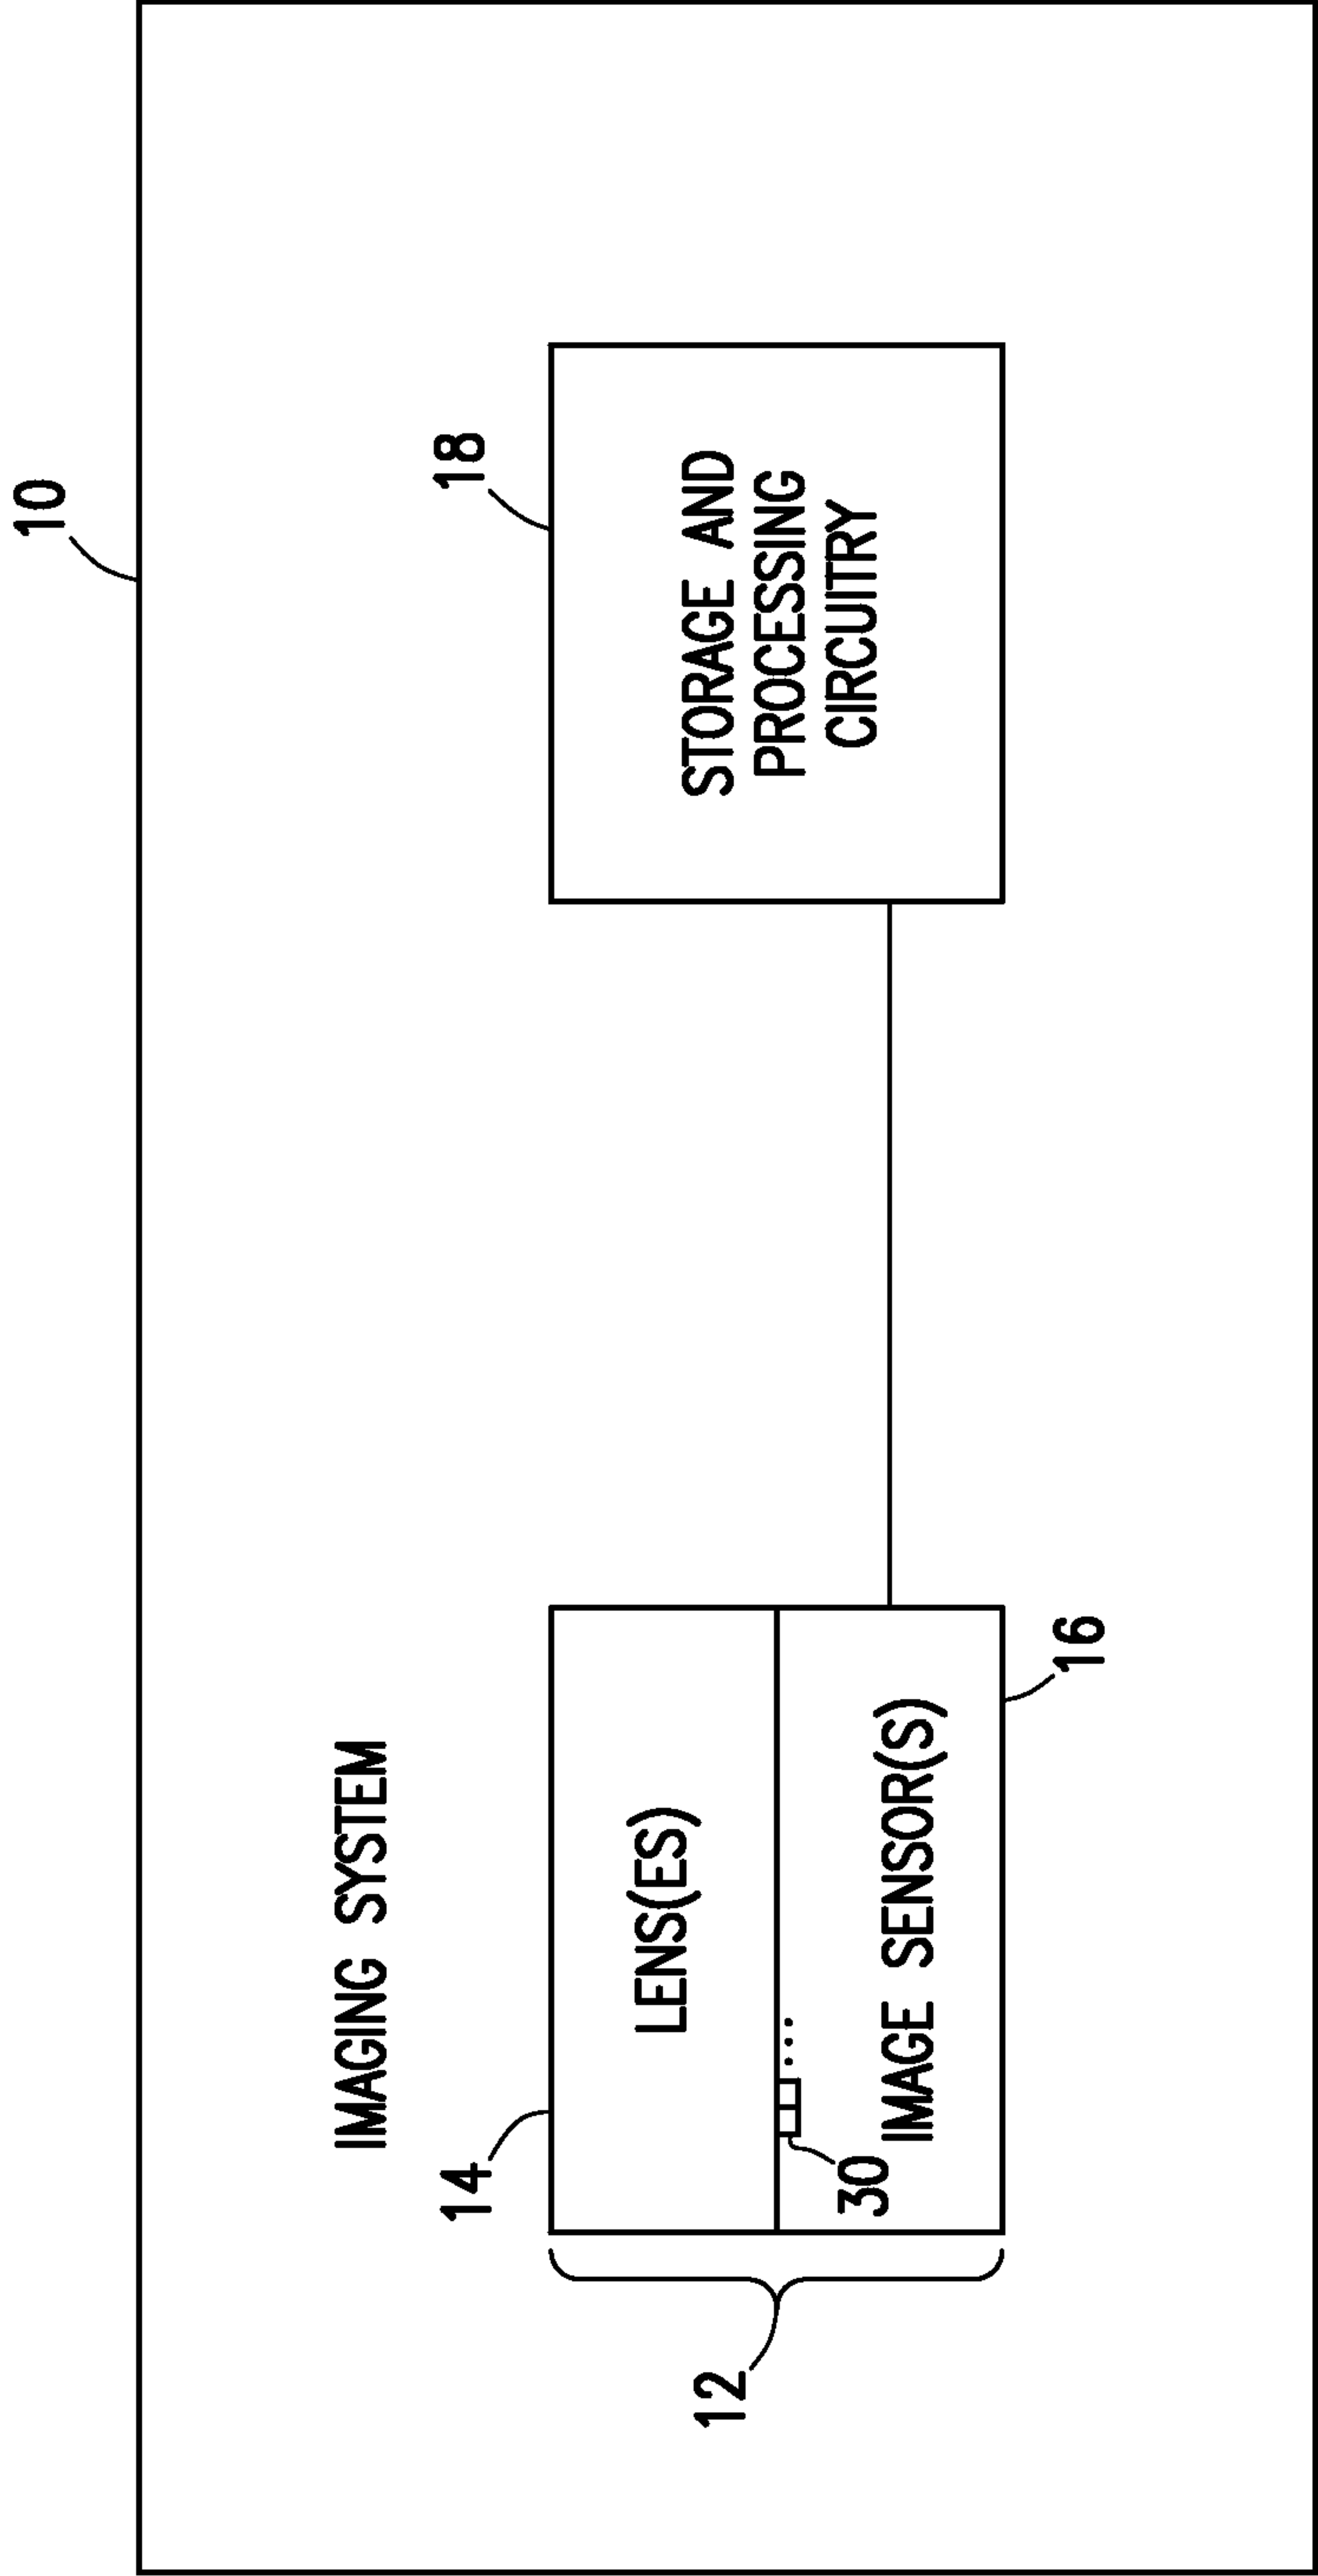 10
IMAGING SYSTEM
14
18
LENS(ES)
STORAGE AND
PROCESSING
CIRCUITRY
12
...
30
IMAGE SENSOR(S)
16